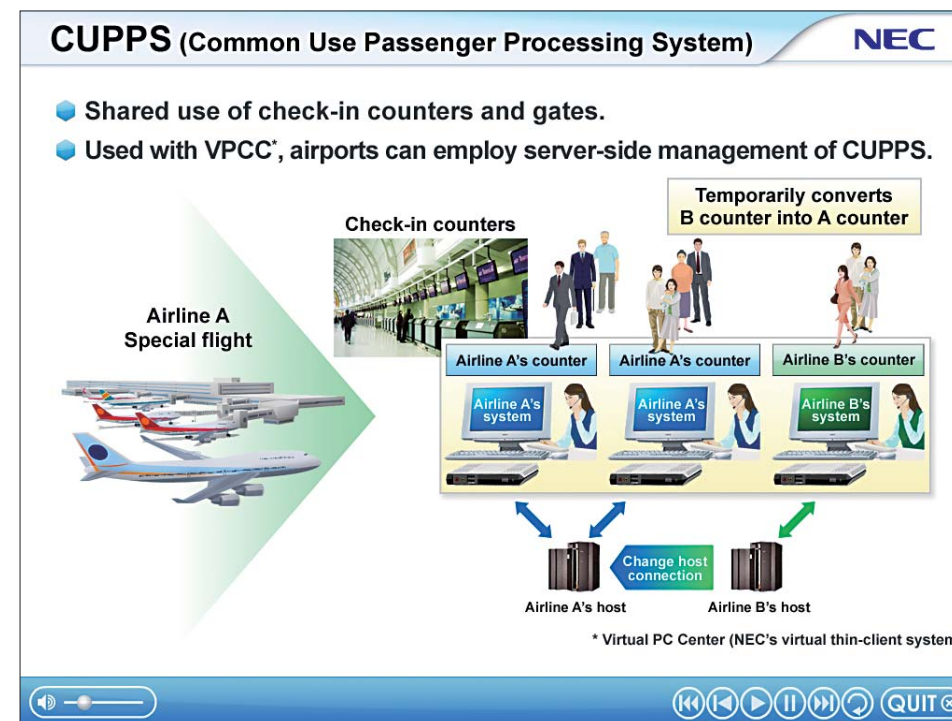 CUPPS (Common Use Passenger Processing System)
NEC
Shared use of check-in counters and gates.
Used with VPCC*, airports can employ server-side management of CUPPS.
Temporarily converts
B counter into A counter
Check-in counters
Airline A
Special flight
Airline A's counter
Airline A's counter
Airline B's counter
Airline A's
system
Airline A's
system
Airline B's
system
Change host
connection
Airline A's host
Airline B's host
* Virtual PC Center (NEC's virtual thin-client system
QUIT